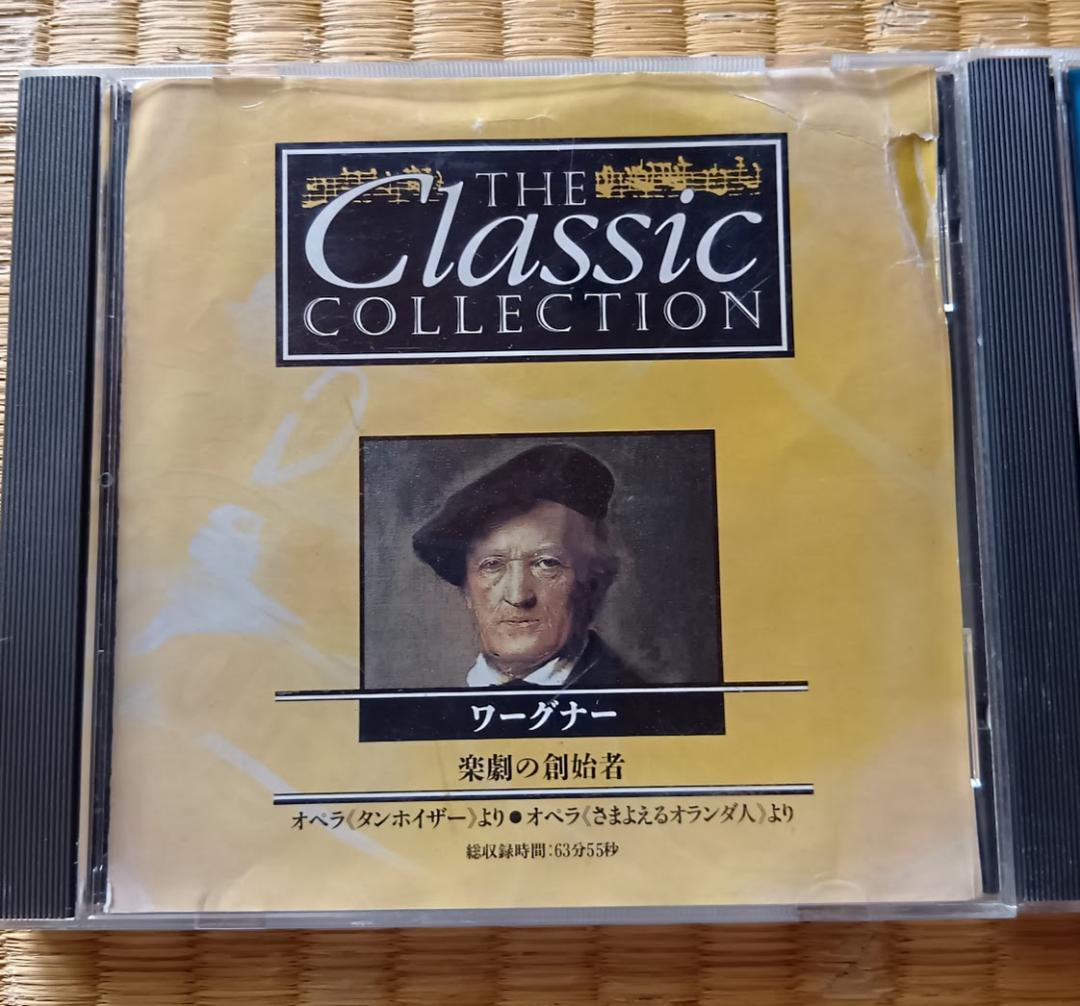 THE
Classic
COLLECTION
ワーグナー
楽劇の創始者
オペラ《タンホイザー》より●オペラ《さまよえるオランダ人》より
総収録時間:63分55秒